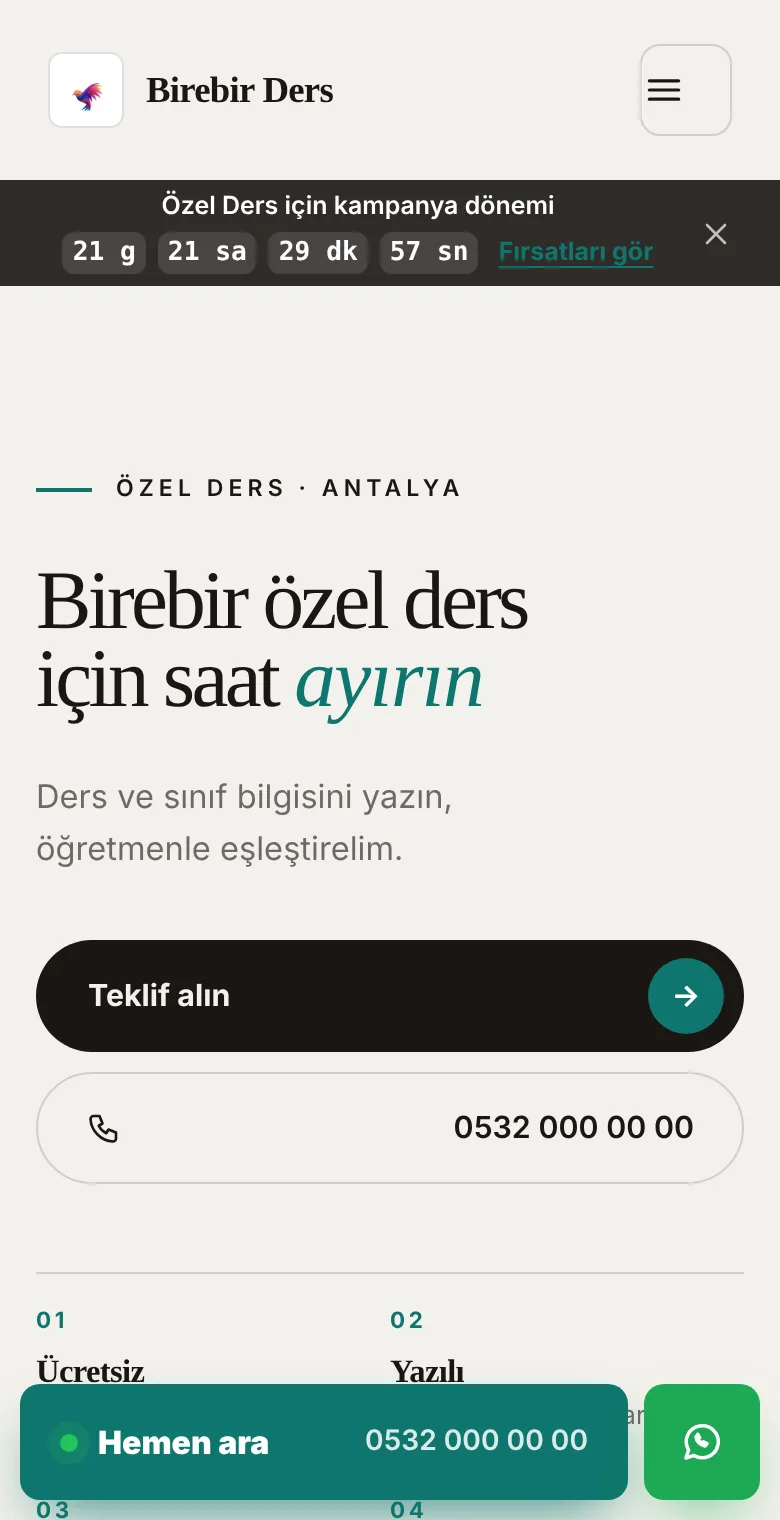 Birebir Ders
Özel Ders için kampanya dönemi
21 g 21 sa 29 dk 57 sn Fırsatları gör
ÖZEL DERS · ANTALYA
Birebir özel ders
için saat ayırın
Ders ve sınıf bilgisini yazın,
öğretmenle eşleştirelim.
Teklif alın
0532 000 00 00
01 02
Ücretsiz Yazılı
Hemen ara 0532 000 00 00
03 04